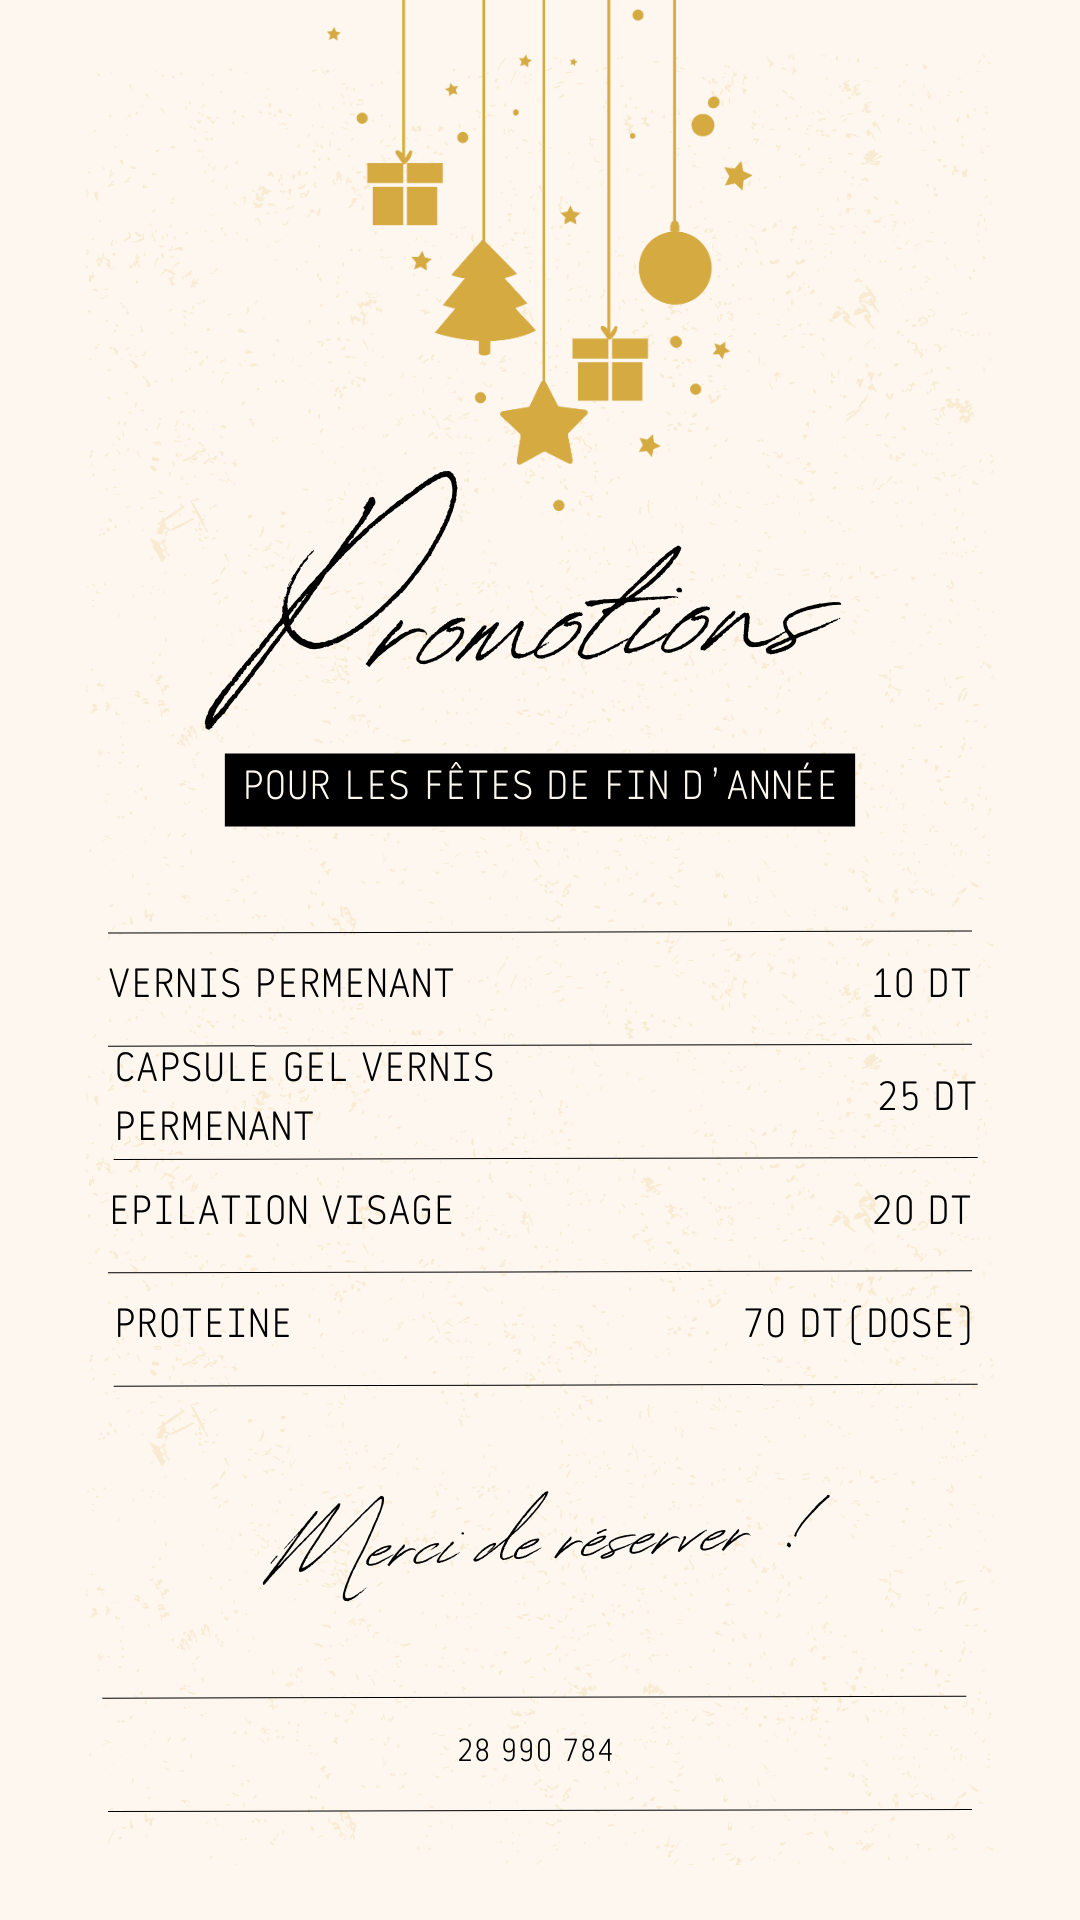 Promotions
POUR LES FÊTES DE FIN D'ANNÉE
VERNIS PERMENANT 10 DT
CAPSULE GEL VERNIS
PERMENANT 25 DT
EPILATION VISAGE 20 DT
PROTEINE 70 DT(DOSE)
Merci de réserver !
28 990 784